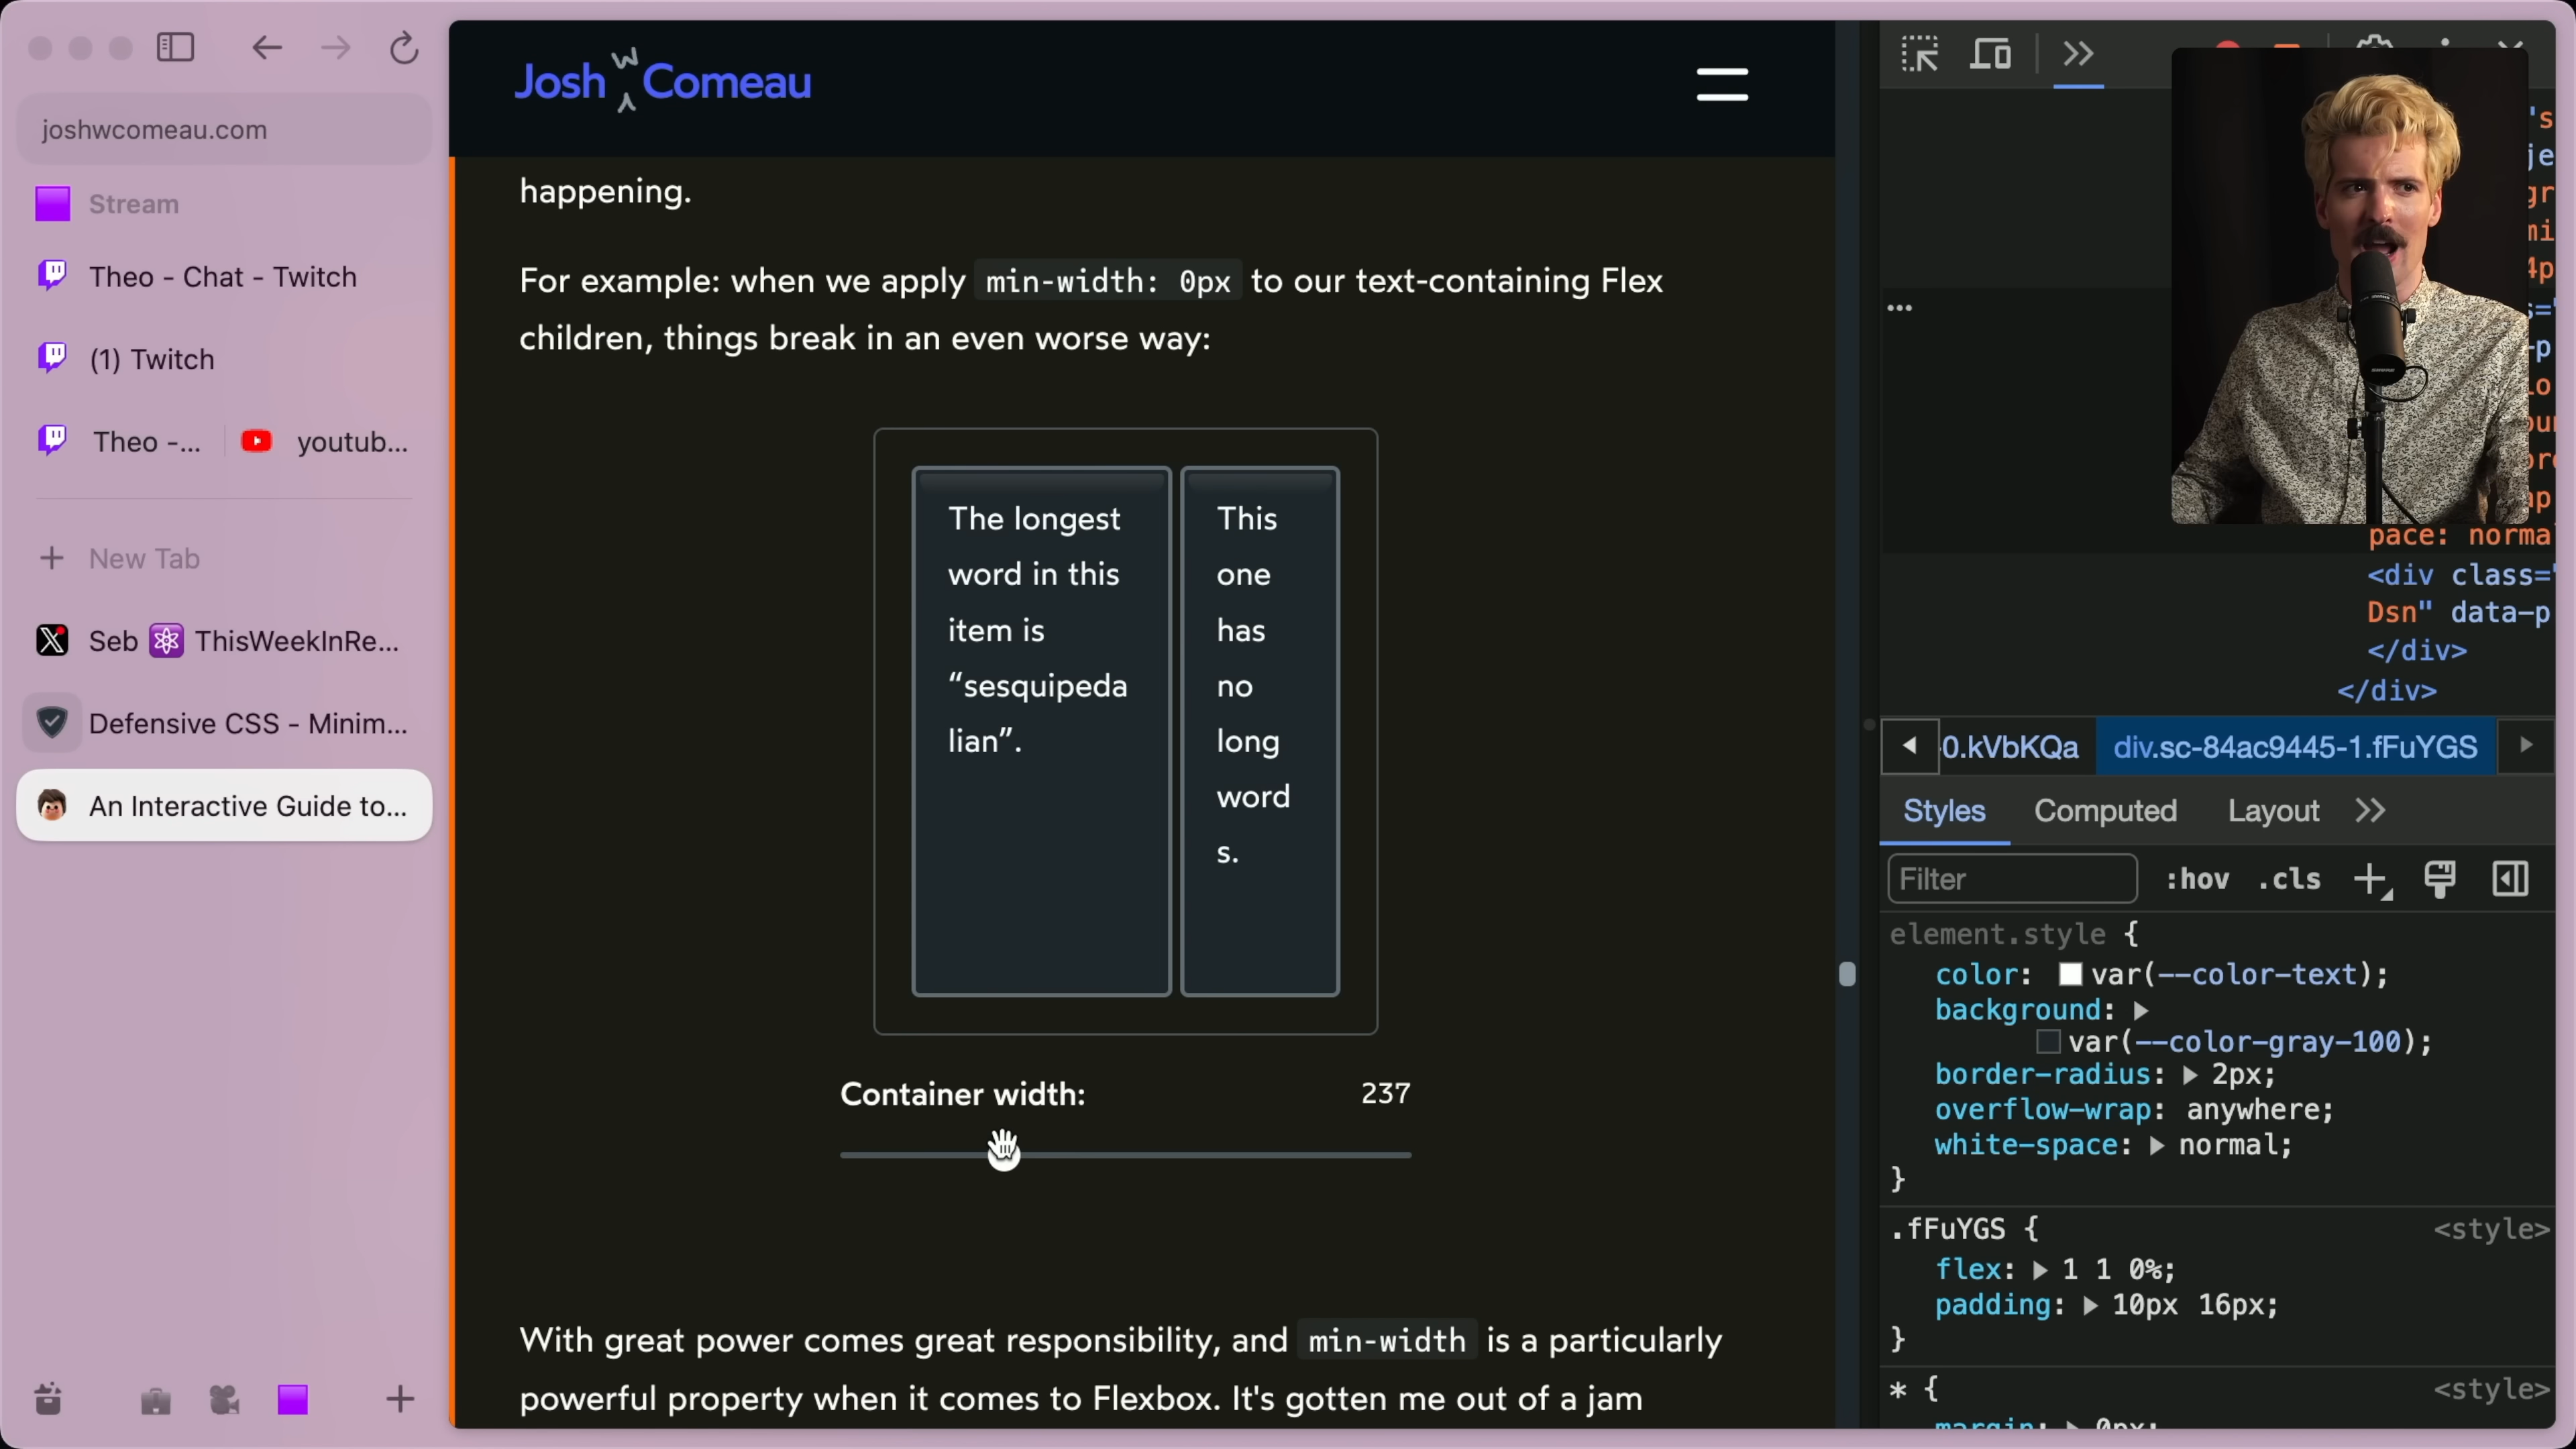 joshwcomeau.com
Stream
Theo - Chat - Twitch
(1) Twitch
Theo -...
youtub...
New Tab
Seb ThisWeekInRe...
Defensive CSS - Minim...
An Interactive Guide to...
Josh W Comeau
happening.
For example: when we apply min-width: 0px to our text-containing Flex
children, things break in an even worse way:
The longest
word in this
item is
“sesquipeda
lian”.
This
one
has
no
long
word
s.
Container width:
237
With great power comes great responsibility, and min-width is a particularly
powerful property when it comes to Flexbox. It's gotten me out of a jam
pace: norma
<div class="
Dsn" data-p
</div>
</div>
0.kVbKQa
div.sc-84ac9445-1.fFuYGS
Styles
Computed
Layout
Filter
:hov
.cls
element.style {
color: var(--color-text);
background:
var(--color-gray-100);
border-radius: 2px;
overflow-wrap: anywhere;
white-space: normal;
}
.fFuYGS {
<style>
flex: 1 1 0%;
padding: 10px 16px;
}
* {
<style>
margin: 0px;